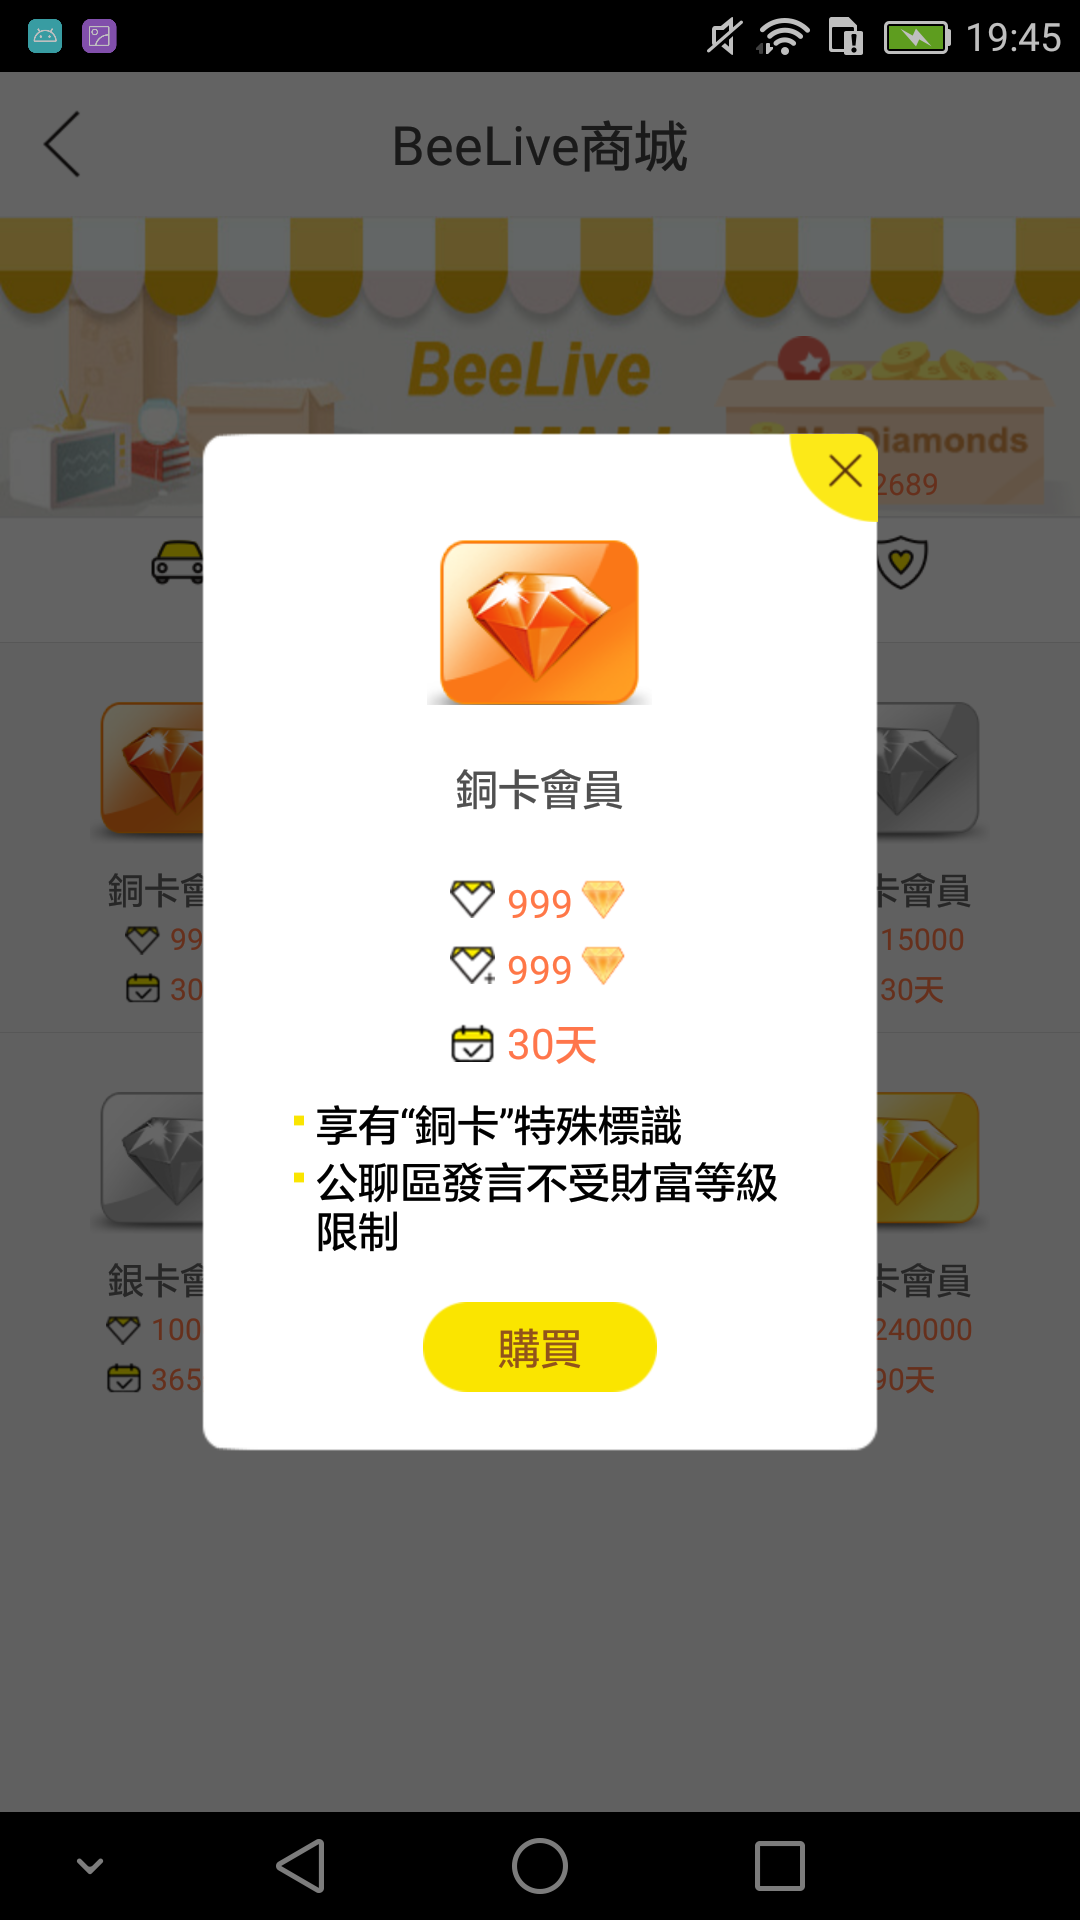 19:45
BeeLive商城
BeeLive
Diamonds
2689
銅卡會員
999
999
30天
享有“銅卡”特殊標識
公聊區發言不受財富等級
限制
購買
銅卡會
99
30
卡會員
15000
30天
銀卡會
100
365
卡會員
240000
90天